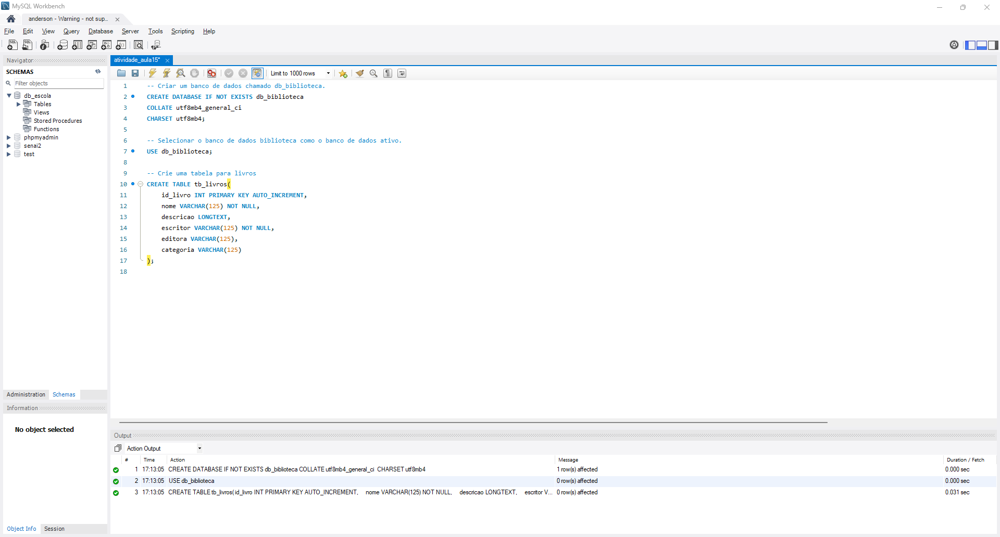 MySQL Workbench
anderson - Warning - not sup...
File Edit View Query Database Server Tools Scripting Help
Navigator
SCHEMAS
Filter objects
db_escola
Tables
Views
Stored Procedures
Functions
phpmyadmin
senai2
test
Administration Schemas
Information
No object selected
Object Info Session
atividade_aula15*
Limit to 1000 rows
1 -- Criar um banco de dados chamado db_biblioteca.
2 CREATE DATABASE IF NOT EXISTS db_biblioteca
3 COLLATE utf8mb4_general_ci
4 CHARSET utf8mb4;
5
6 -- Selecionar o banco de dados biblioteca como o banco de dados ativo.
7 USE db_biblioteca;
8
9 -- Crie uma tabela para livros
10 CREATE TABLE tb_livros(
11 id_livro INT PRIMARY KEY AUTO_INCREMENT,
12 nome VARCHAR(125) NOT NULL,
13 descricao LONGTEXT,
14 escritor VARCHAR(125) NOT NULL,
15 editora VARCHAR(125),
16 categoria VARCHAR(125)
17 );
18
Output
Action Output
# Time Action Message Duration / Fetch
1 17:13:05 CREATE DATABASE IF NOT EXISTS db_biblioteca COLLATE utf8mb4_general_ci CHARSET utf8mb4 1 row(s) affected 0.000 sec
2 17:13:05 USE db_biblioteca 0 row(s) affected 0.000 sec
3 17:13:05 CREATE TABLE tb_livros( id_livro INT PRIMARY KEY AUTO_INCREMENT, nome VARCHAR(125) NOT NULL, descricao LONGTEXT, escritor V... 0 row(s) affected 0.031 sec